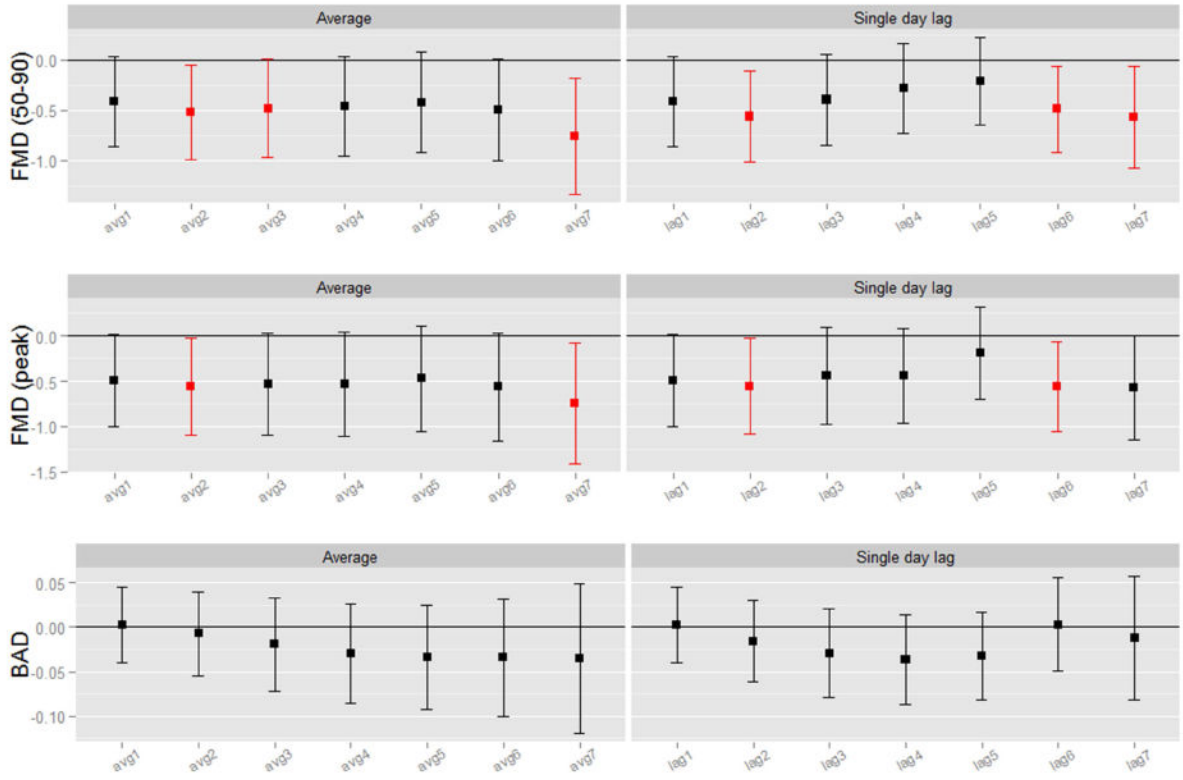 Average Single day lag
FMD (50-90)
0.0
-0.5
-1.0
avg1 avg2 avg3 avg4 avg5 avg6 avg7 lag1 lag2 lag3 lag4 lag5 lag6 lag7
Average Single day lag
FMD (peak)
0.0
-0.5
-1.0
-1.5
avg1 avg2 avg3 avg4 avg5 avg6 avg7 lag1 lag2 lag3 lag4 lag5 lag6 lag7
Average Single day lag
BAD
0.05
0.00
-0.05
-0.10
avg1 avg2 avg3 avg4 avg5 avg6 avg7 lag1 lag2 lag3 lag4 lag5 lag6 lag7